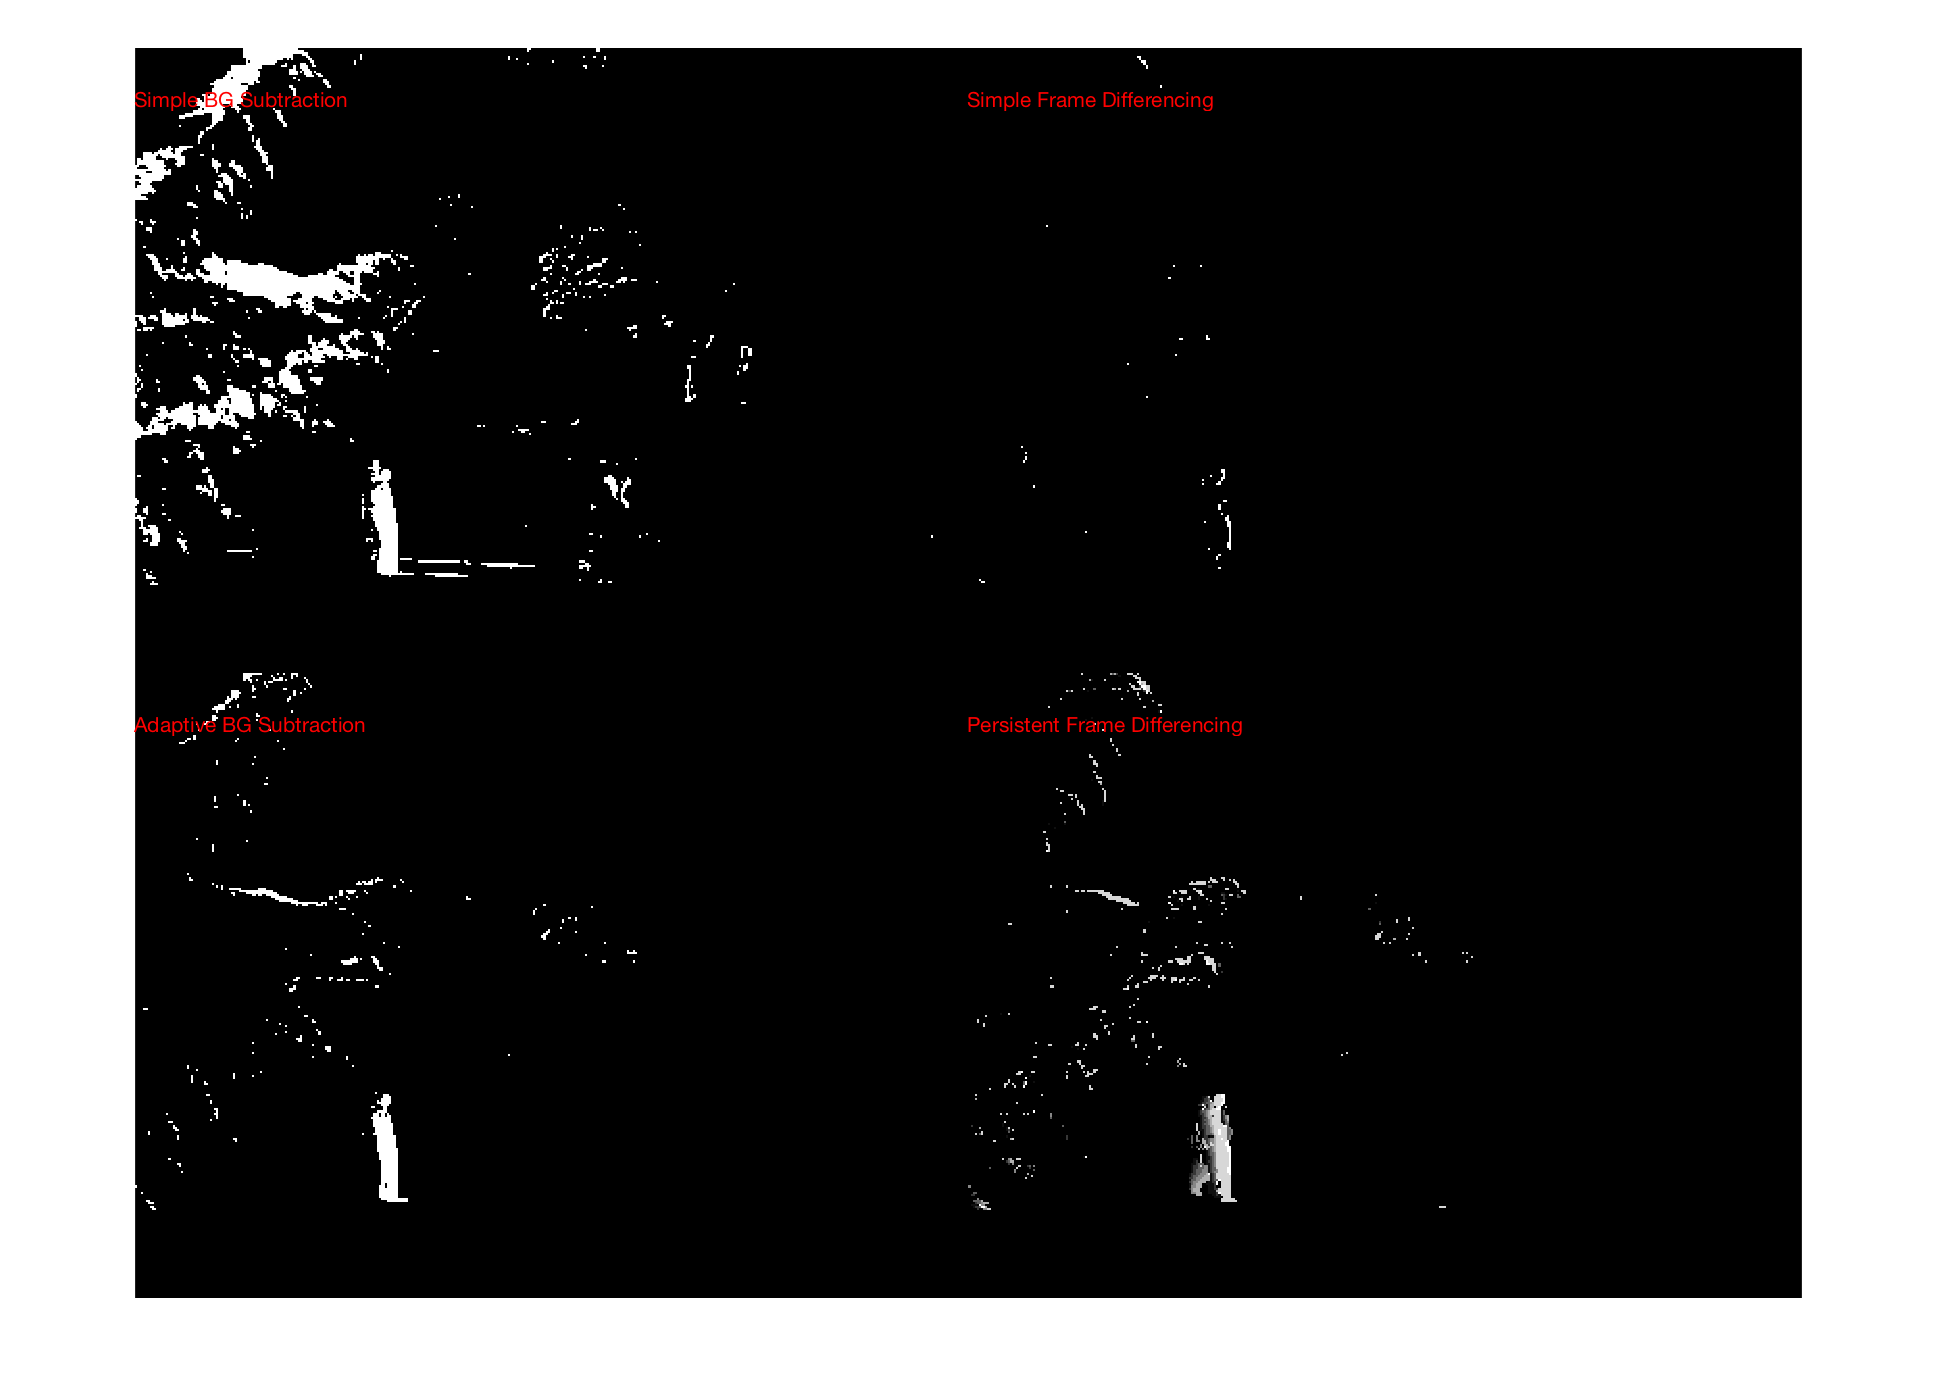 Simple BG Subtraction
Simple Frame Differencing
Adaptive BG Subtraction
Persistent Frame Differencing